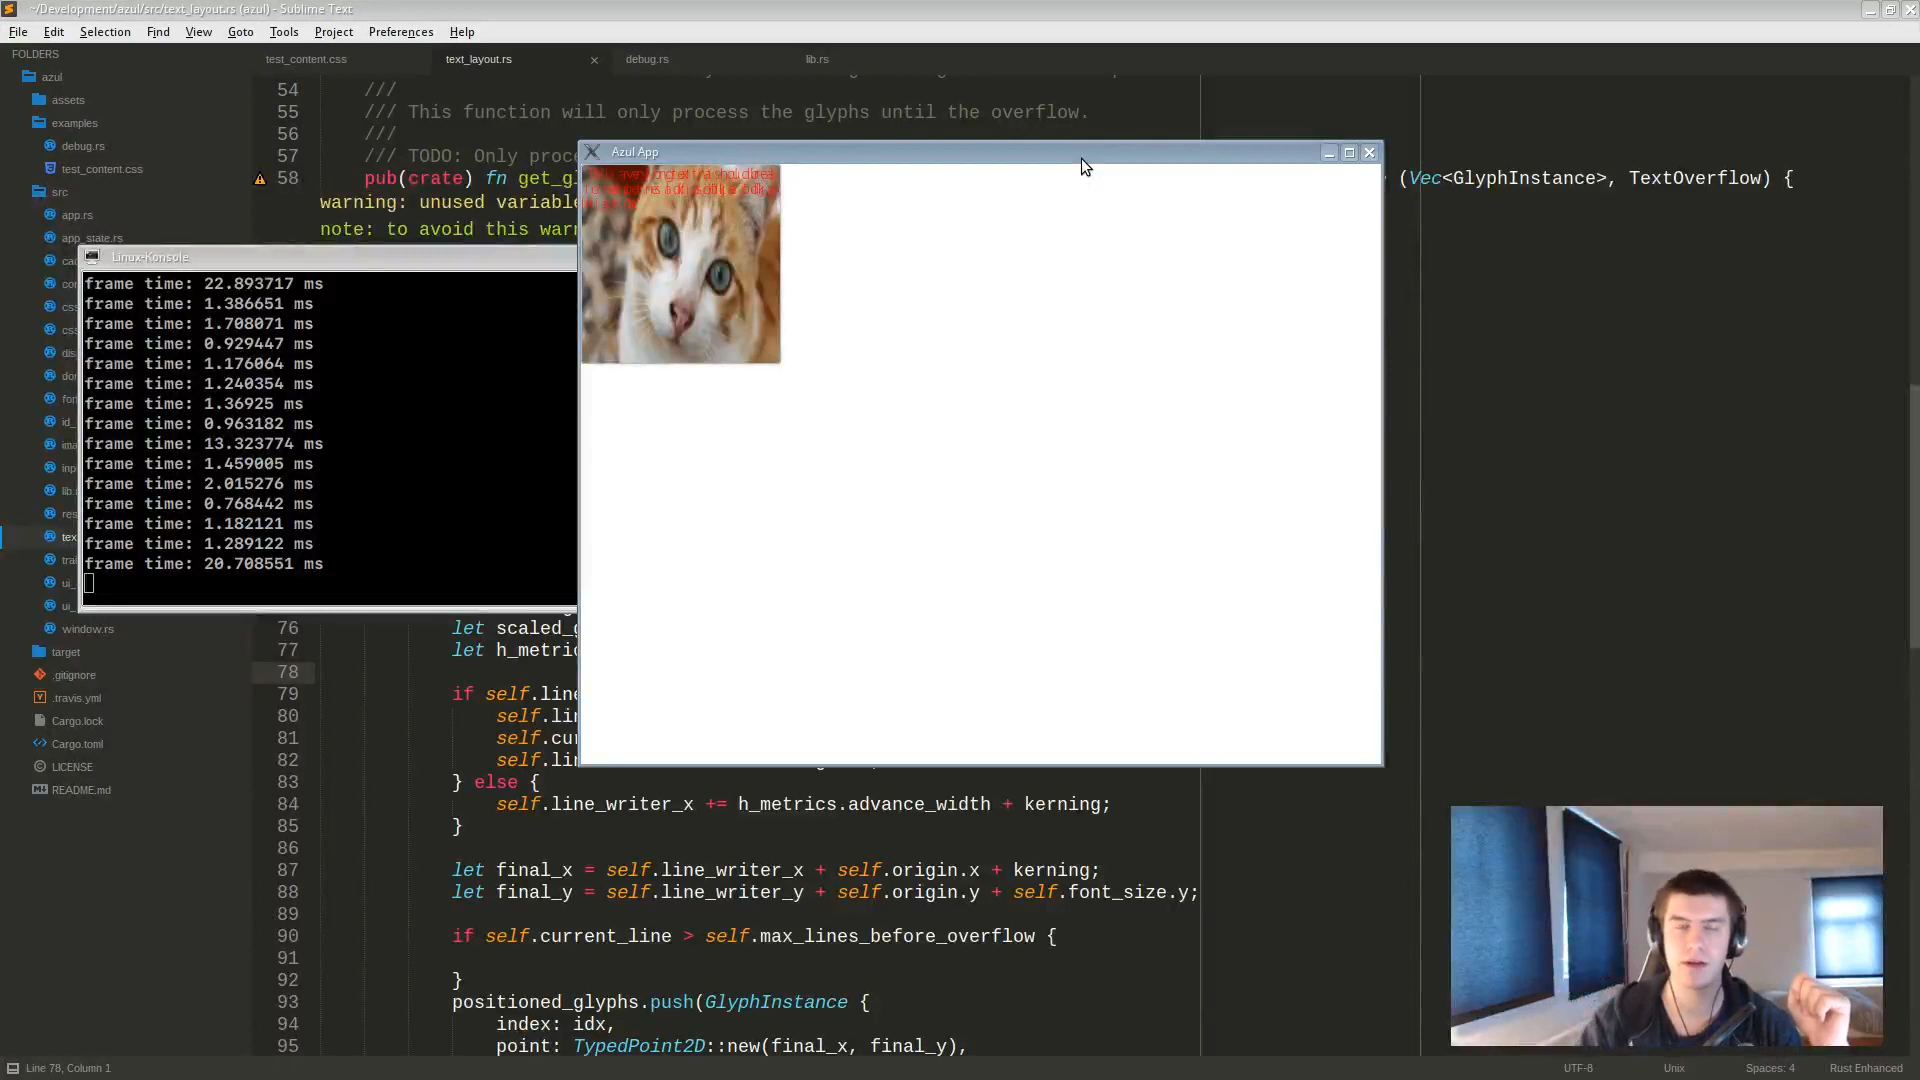 ~/Development/azul/src/text_layout.rs (azul) - Sublime Text
File Edit Selection Find View Goto Tools Project Preferences Help
FOLDERS
azul
assets
examples
debug.rs
test_content.css
src
app.rs
app_state.rs
window.rs
target
.gitignore
.travis.yml
Cargo.lock
Cargo.toml
LICENSE
README.md
test_content.css text_layout.rs debug.rs lib.rs
54 ///
55 /// This function will only process the glyphs until the overflow.
56 ///
57 /// TODO: Only proce
58 pub(crate) fn get_gl (Vec<GlyphInstance>, TextOverflow) {
warning: unused variable
note: to avoid this warn
Linux-Konsole
frame time: 22.893717 ms
frame time: 1.386651 ms
frame time: 1.708071 ms
frame time: 0.929447 ms
frame time: 1.176064 ms
frame time: 1.240354 ms
frame time: 1.36925 ms
frame time: 0.963182 ms
frame time: 13.323774 ms
frame time: 1.459005 ms
frame time: 2.015276 ms
frame time: 0.768442 ms
frame time: 1.182121 ms
frame time: 1.289122 ms
frame time: 20.708551 ms
Azul App
76 let scaled_g
77 let h_metric
78
79 if self.line
80 self.lin
81 self.cur
82 self.lin
83 } else {
84 self.line_writer_x += h_metrics.advance_width + kerning;
85 }
86
87 let final_x = self.line_writer_x + self.origin.x + kerning;
88 let final_y = self.line_writer_y + self.origin.y + self.font_size.y;
89
90 if self.current_line > self.max_lines_before_overflow {
91
92 }
93 positioned_glyphs.push(GlyphInstance {
94 index: idx,
95 point: TypedPoint2D::new(final_x, final_y),
Line 78, Column 1 UTF-8 Unix Spaces: 4 Rust Enhanced